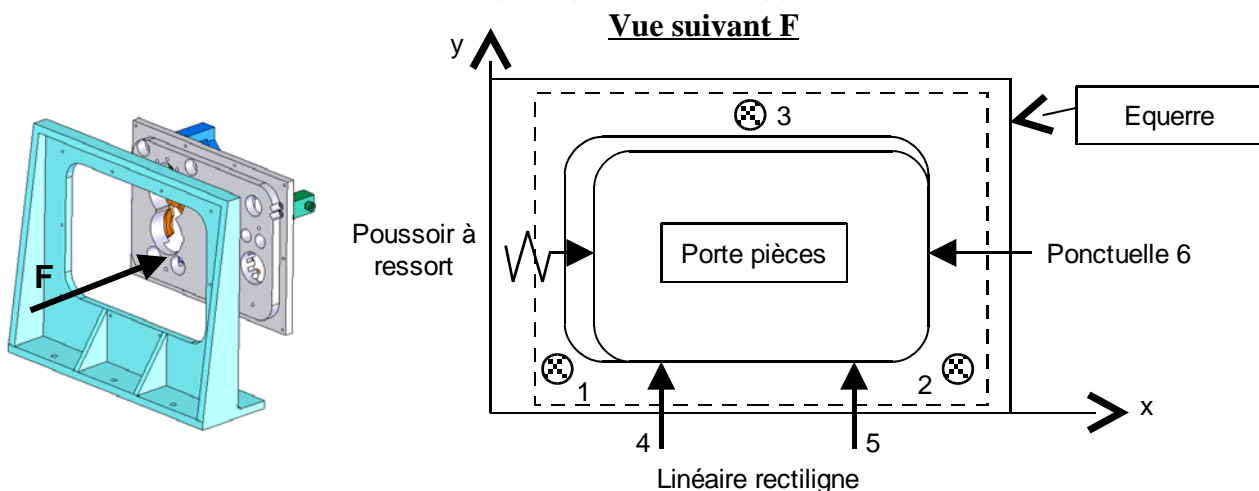 Vue suivant F
y
3
Equerre
Poussoir à
ressort
Porte pièces
Ponctuelle 6
F
1
2
x
4
5
Linéaire rectiligne